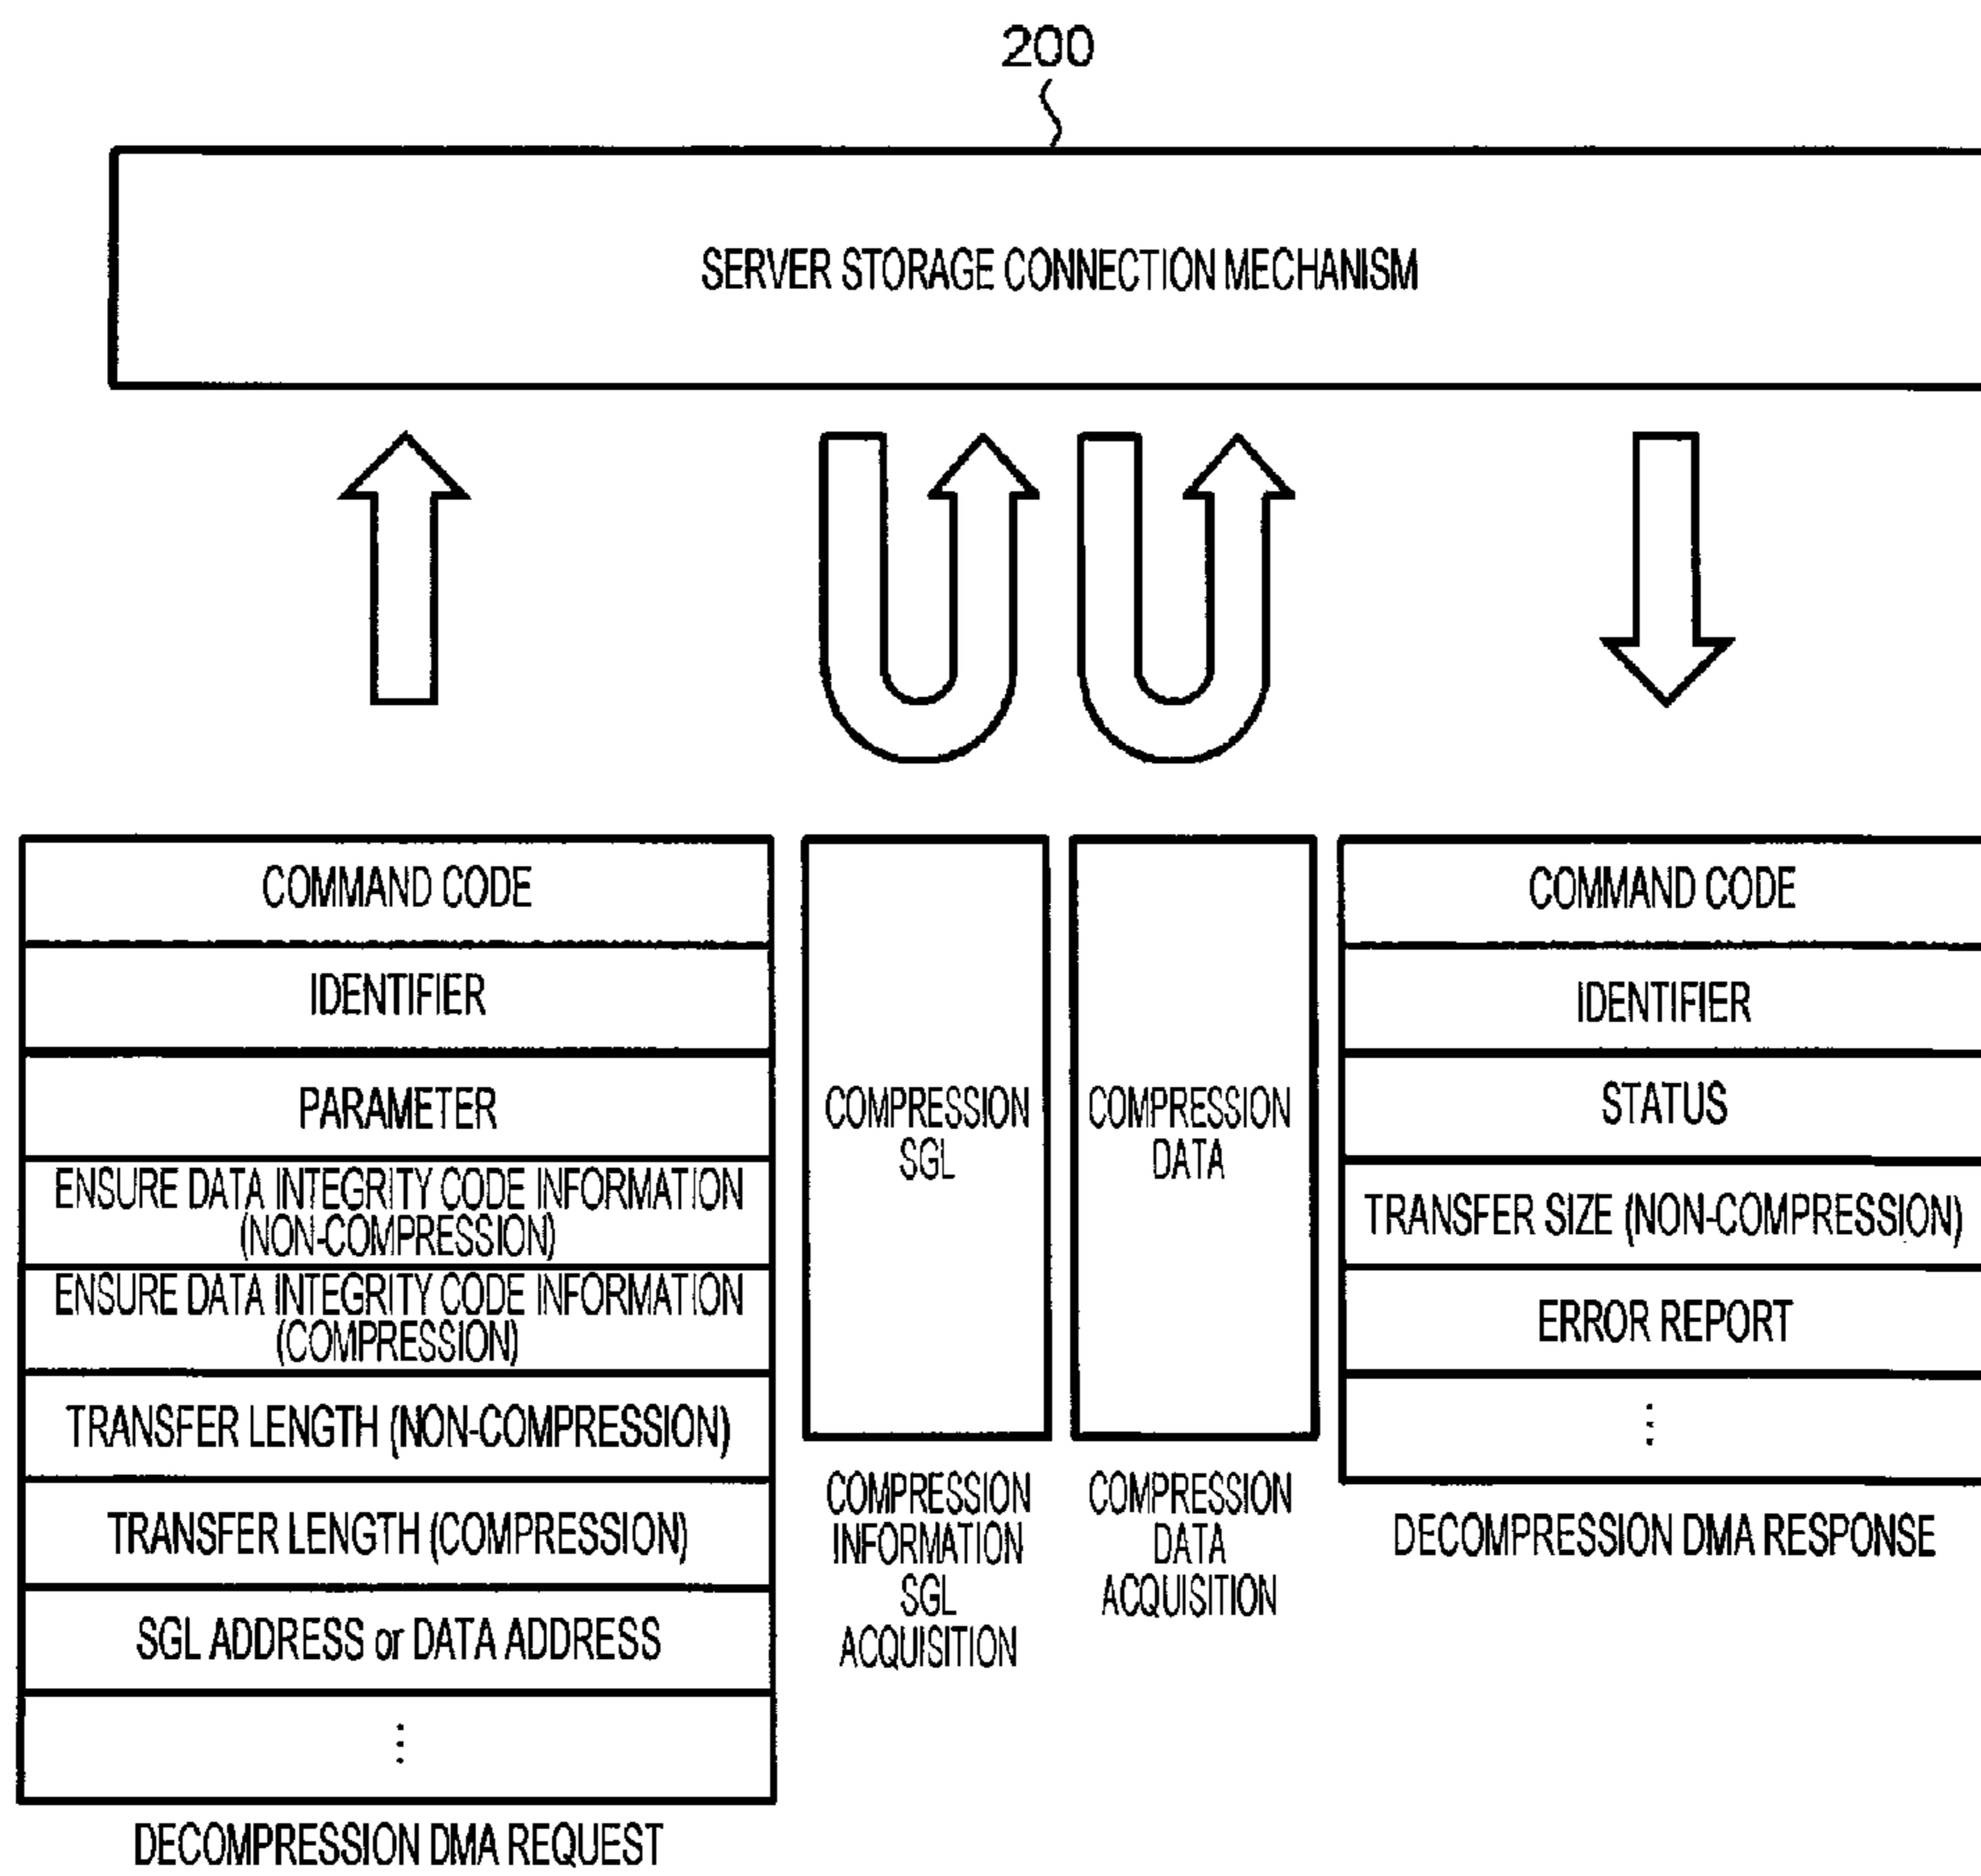 200
SERVER STORAGE CONNECTION MECHANISM
COMMAND CODE
IDENTIFIER
PARAMETER
ENSURE DATA INTEGRITY CODE INFORMATION
(NON-COMPRESSION)
ENSURE DATA INTEGRITY CODE INFORMATION
(COMPRESSION)
TRANSFER LENGTH (NON-COMPRESSION)
TRANSFER LENGTH (COMPRESSION)
SGL ADDRESS or DATA ADDRESS
⋮
DECOMPRESSION DMA REQUEST
COMPRESSION
SGL
COMPRESSION
INFORMATION
SGL
ACQUISITION
COMPRESSION
DATA
COMPRESSION
DATA
ACQUISITION
COMMAND CODE
IDENTIFIER
STATUS
TRANSFER SIZE (NON-COMPRESSION)
ERROR REPORT
⋮
DECOMPRESSION DMA RESPONSE